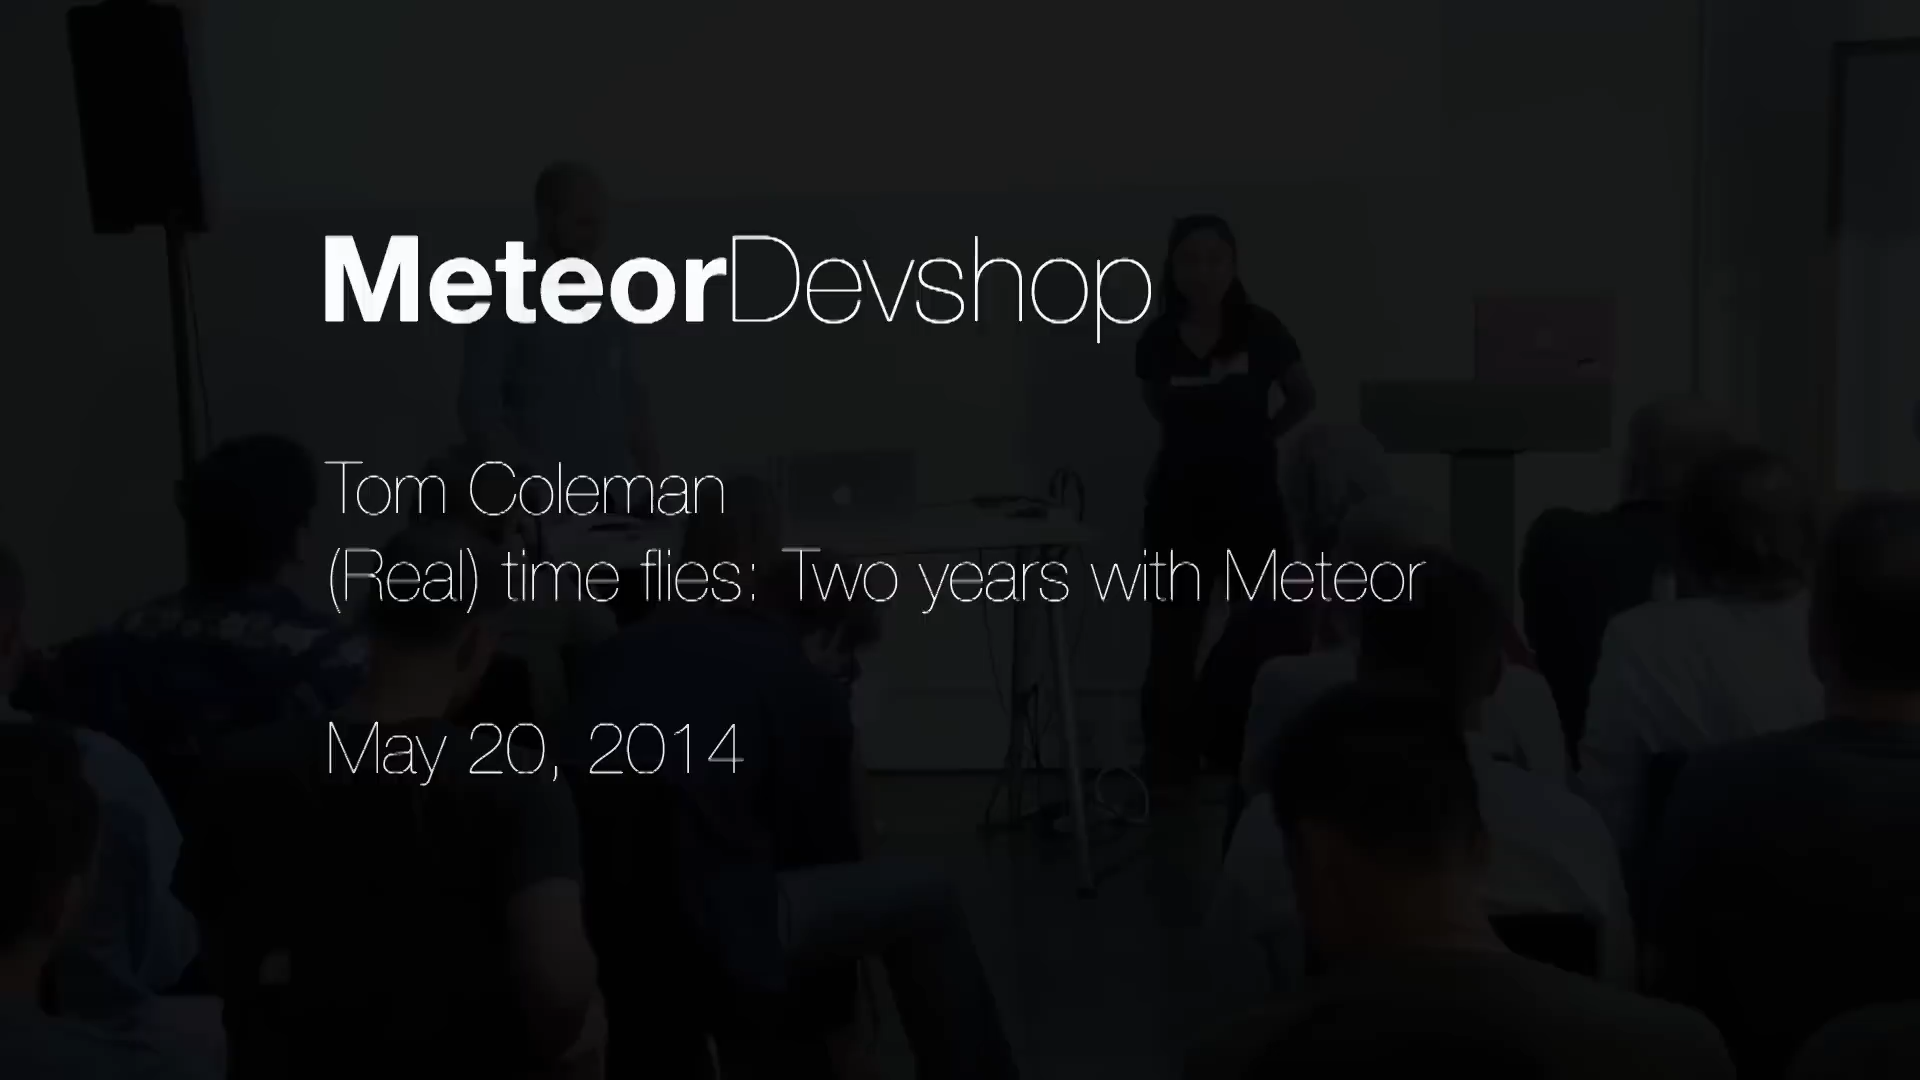 MeteorDevshop
Tom Coleman
(Real) time flies: Two years with Meteor
May 20, 2014